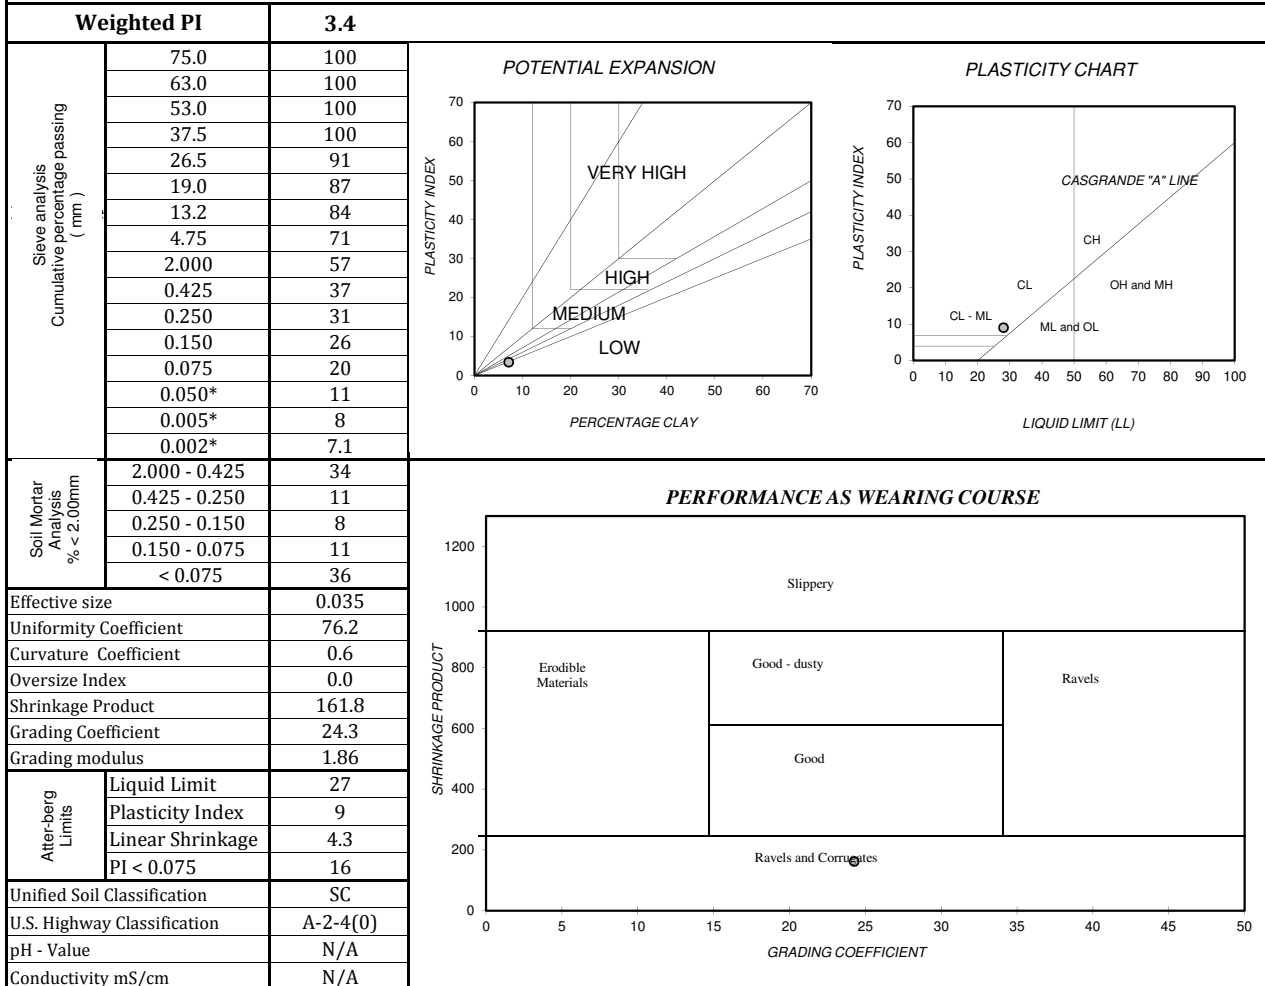 Weighted PI 3.4
Sieve analysis
Cumulative percentage passing
( mm )
75.0 100
63.0 100
53.0 100
37.5 100
26.5 91
19.0 87
13.2 84
4.75 71
2.000 57
0.425 37
0.250 31
0.150 26
0.075 20
0.050* 11
0.005* 8
0.002* 7.1
POTENTIAL EXPANSION
PLASTICITY INDEX
70
60
50
40
30
20
10
0
VERY HIGH
HIGH
MEDIUM
LOW
0 10 20 30 40 50 60 70
PERCENTAGE CLAY
PLASTICITY CHART
PLASTICITY INDEX
70
60
50
40
30
20
10
0
CASGRANDE "A" LINE
CH
CL
OH and MH
CL - ML
ML and OL
0 10 20 30 40 50 60 70 80 90 100
LIQUID LIMIT (LL)
Soil Mortar
Analysis
% < 2.00mm
2.000 - 0.425 34
0.425 - 0.250 11
0.250 - 0.150 8
0.150 - 0.075 11
< 0.075 36
Effective size 0.035
Uniformity Coefficient 76.2
Curvature Coefficient 0.6
Oversize Index 0.0
Shrinkage Product 161.8
Grading Coefficient 24.3
Grading modulus 1.86
Atter-berg
Limits
Liquid Limit 27
Plasticity Index 9
Linear Shrinkage 4.3
PI < 0.075 16
Unified Soil Classification SC
U.S. Highway Classification A-2-4(0)
pH - Value N/A
Conductivity mS/cm N/A
PERFORMANCE AS WEARING COURSE
SHRINKAGE PRODUCT
1200
1000
800
600
400
200
0
Slippery
Erodible
Materials
Good - dusty
Ravels
Good
Ravels and Corrugates
0 5 10 15 20 25 30 35 40 45 50
GRADING COEFFICIENT